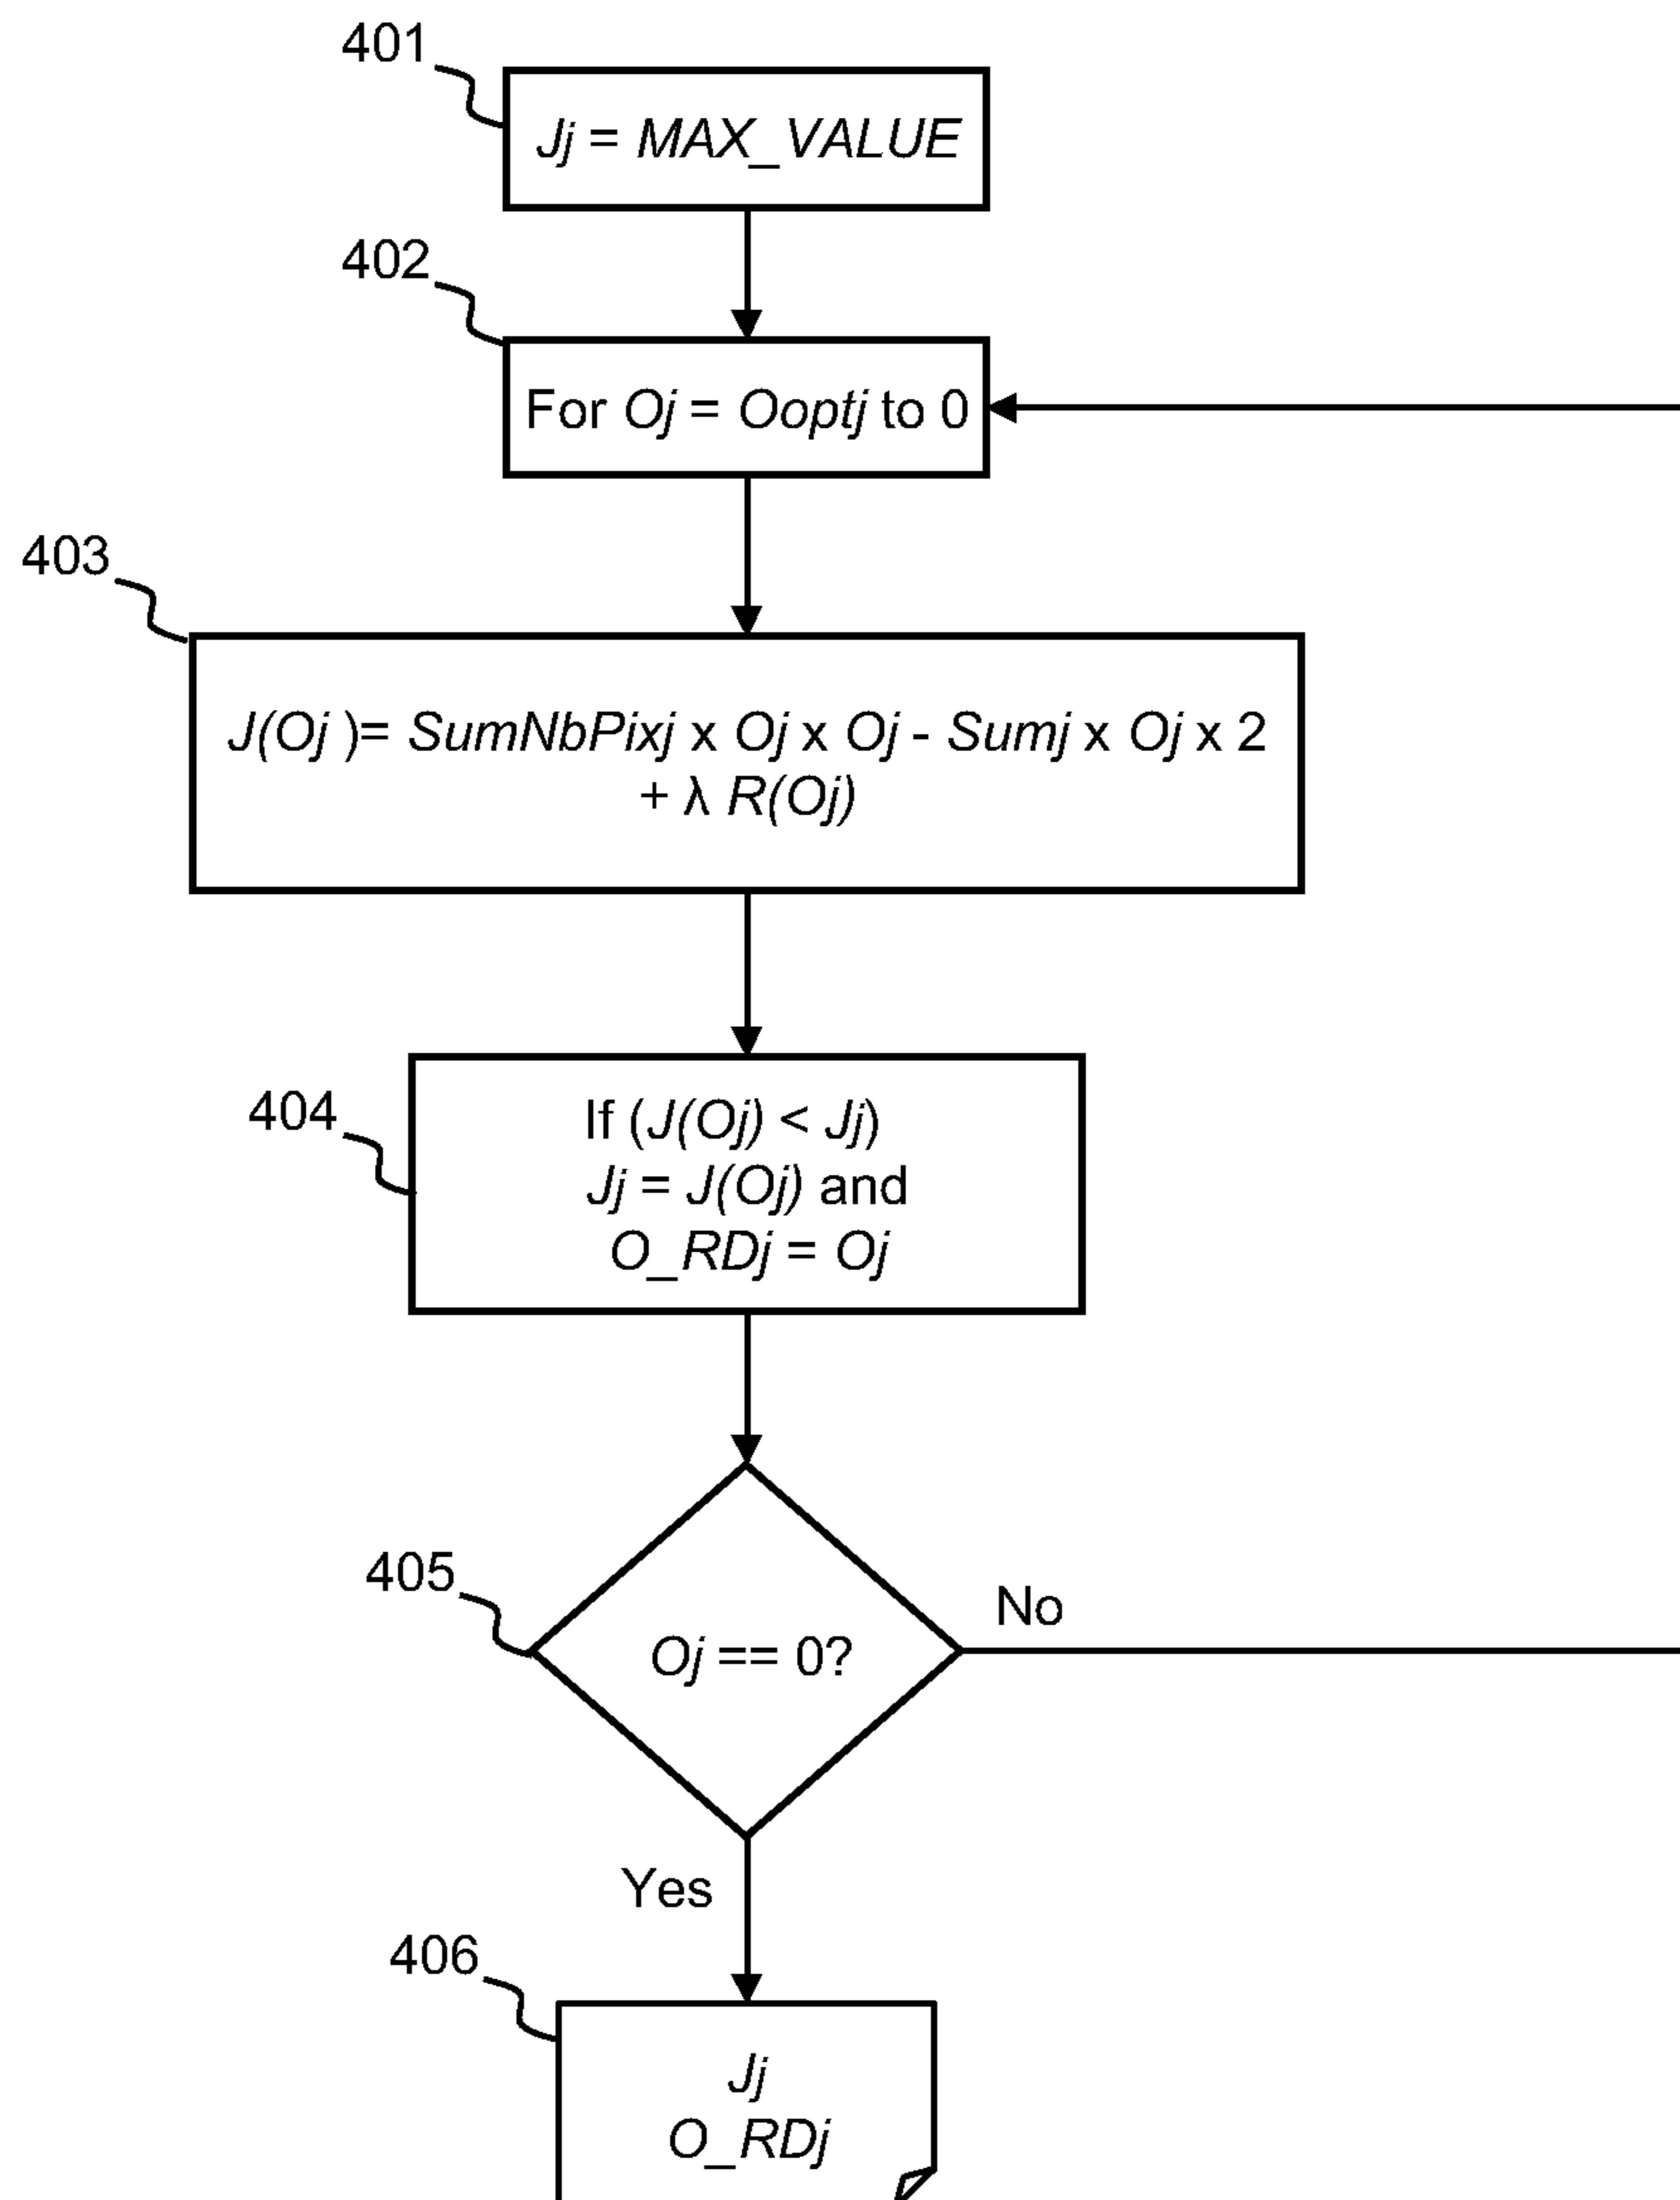 401
Jj = MAX_VALUE
402
For Oj = Ooptj to 0
403
J(Oj )= SumNbPixj x Oj x Oj - Sumj x Oj x 2
+ λ R(Oj)
404
If (J(Oj) < Jj)
Jj = J(Oj) and
O_RDj = Oj
405
Oj == 0?
No
Yes
406
Jj
O_RDj